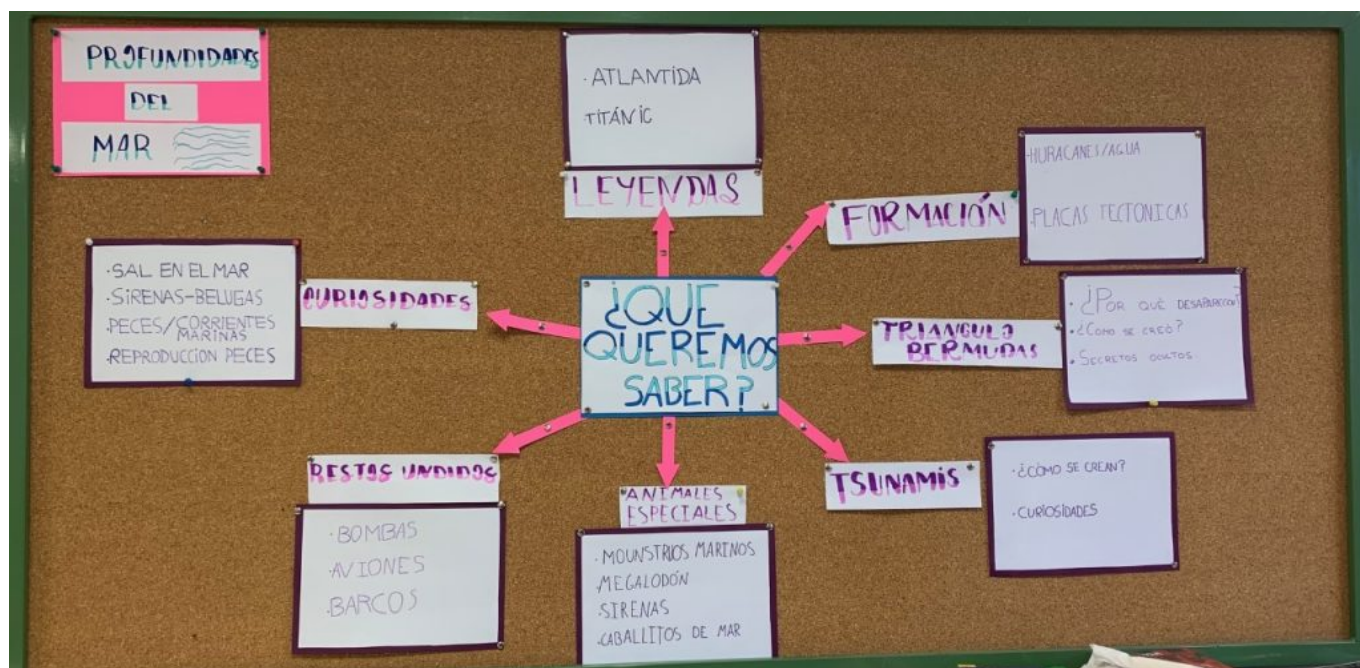 PROFUNDIDADES
DEL
MAR
· ATLANTIDA
TITÁNIC
LEYENDAS
FORMACIÓN
·HURACANES/AGUA
·PLACAS TECTONICAS
·SAL EN EL MAR
·SIRENAS-BELUGAS
·PECES/CORRIENTES
MARINAS
·REPRODUCCION PECES
CURIOSIDADES
¿QUE
QUEREMOS
SABER?
TRIANGULO
BERMUDAS
· ¿POR QUÉ DESAPARECEN?
·¿COMO SE CREÓ?
· SECRETOS OCULTOS.
RESTOS UNDIDOS
·BOMBAS
·AVIONES
·BARCOS
ANIMALES
ESPECIALES
· MOUNSTRUOS MARINOS
·MEGALODÓN
·SIRENAS
·CABALLITOS DE MAR
TSUNAMIS
·¿CÓMO SE CREAN?
·CURIOSIDADES